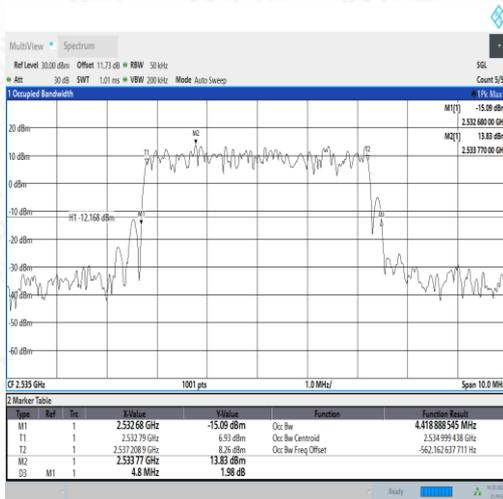 MultiView Spectrum
Ref Level 30.00 dBm Offset 11.73 dB RBW 50 kHz SGL
Att 30 dB SWT 1.01 ms VBW 200 kHz Mode Auto Sweep Count 5/5
1 Occupied Bandwidth 1Pk Max
M1[1] -15.09 dBm
2.532 680 00 GH
M2[1] 13.83 dBm
2.533 770 00 GH
M2
20 dBm
T1 T2
10 dBm
0 dBm
-10 dBm
H1 -12.168 dBm M1 D3
-20 dBm
-30 dBm
-40 dBm
-50 dBm
-60 dBm
CF 2.535 GHz 1001 pts 1.0 MHz/ Span 10.0 MH
2 Marker Table
Type Ref Trc X-Value Y-Value Function Function Result
M1 1 2.532 68 GHz -15.09 dBm Occ Bw 4.418 888 545 MHz
T1 1 2.532 79 GHz 6.93 dBm Occ Bw Centroid 2.534 999 438 GHz
T2 1 2.537 208 9 GHz 8.26 dBm Occ Bw Freq Offset -562.162 637 711 Hz
M2 1 2.533 77 GHz 13.83 dBm
D3 M1 1 4.8 MHz 1.98 dB
Ready